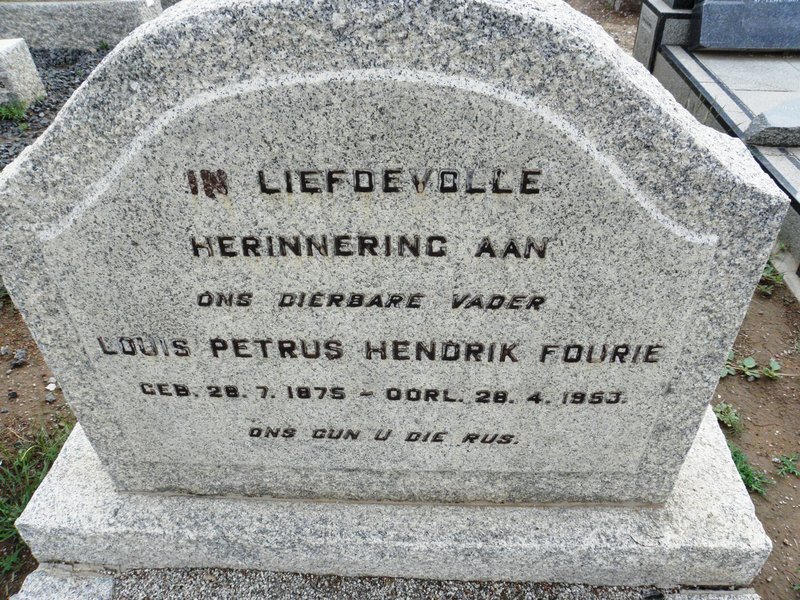 IN LIEFDEVOLLE
HERINNERING AAN
ONS DIERBARE VADER
LOUIS PETRUS HENDRIK FOURIE
GEB. 28. 7. 1875 - OORL. 28. 4. 1953.
ONS GUN U DIE RUS.